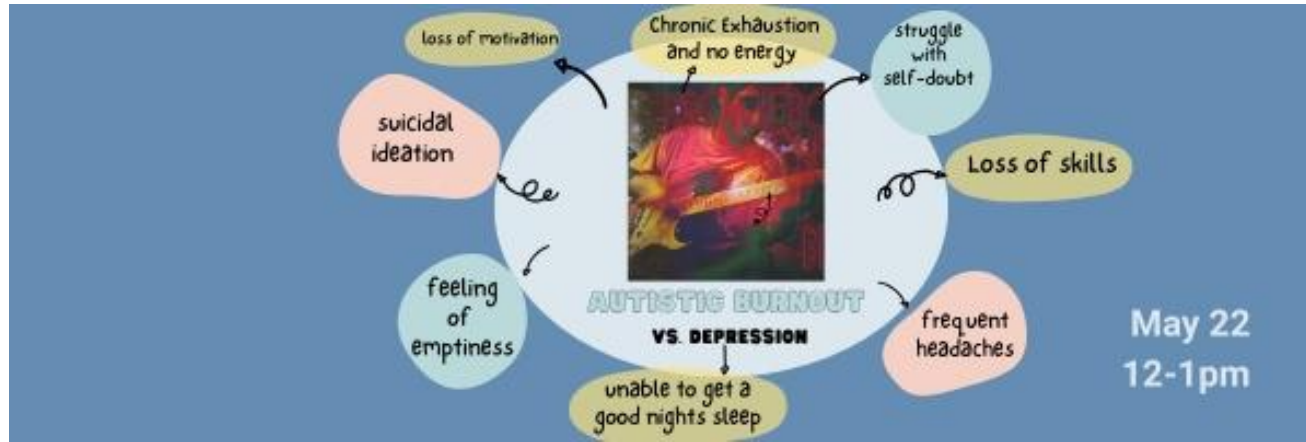 loss of motivation
Chronic Exhaustion
and no energy
struggle
with
self-doubt
suicidal
ideation
Loss of skills
feeling
of
emptiness
AUTISTIC BURNOUT
VS. DEPRESSION
frequent
headaches
unable to get a
good nights sleep
May 22
12-1pm